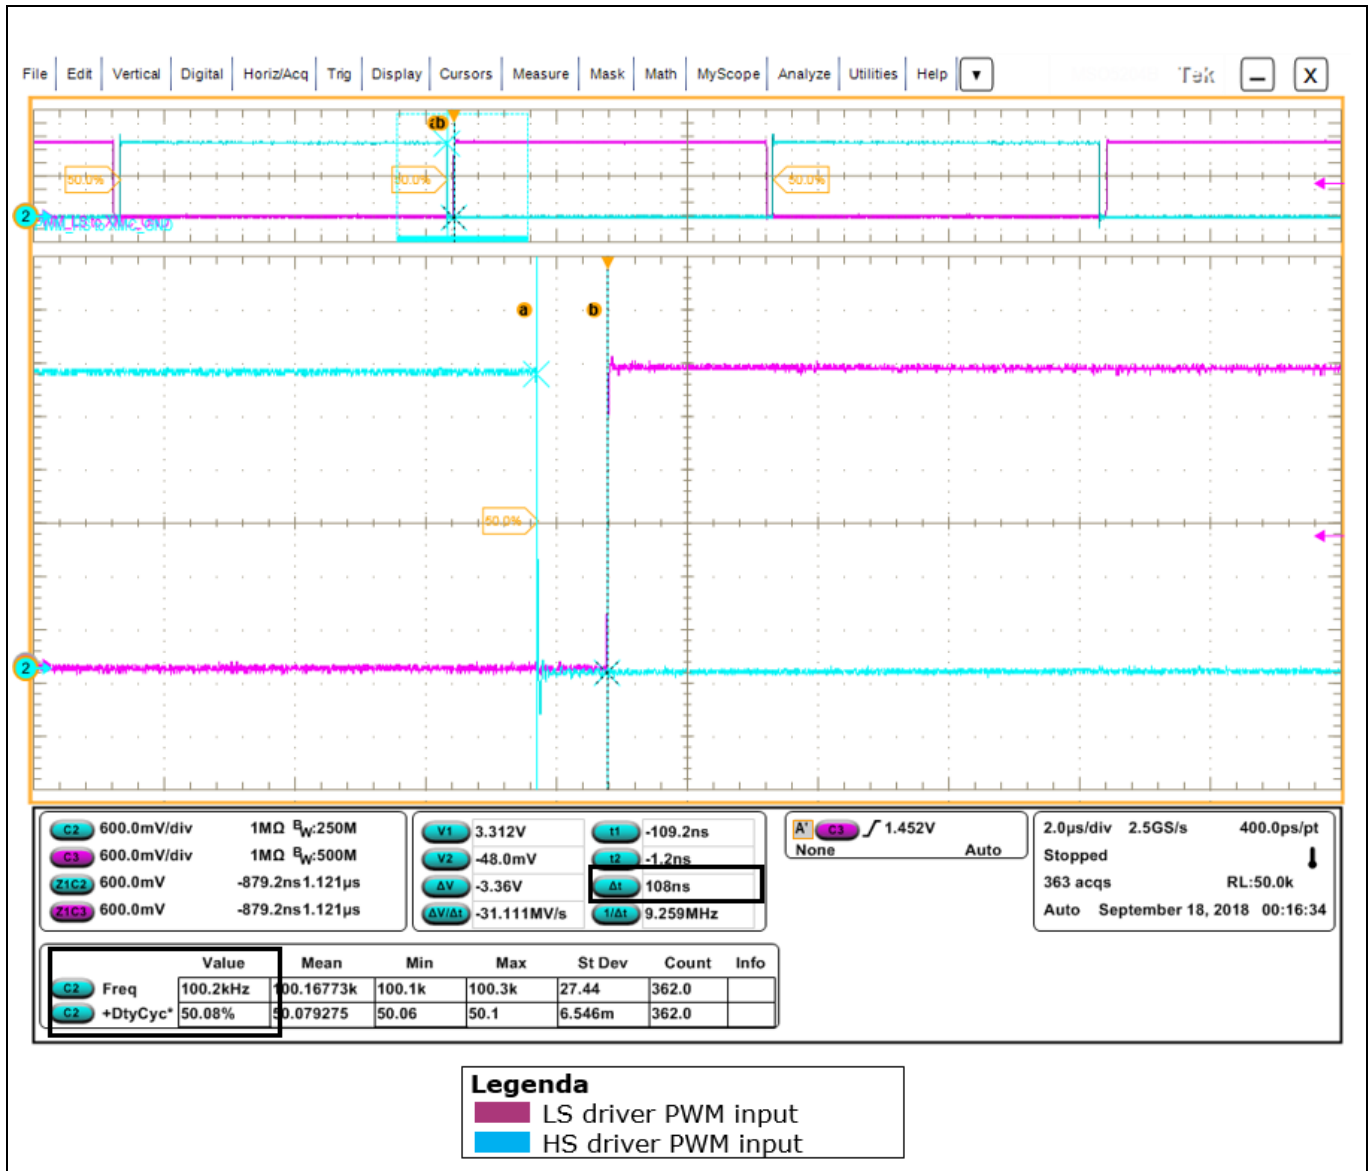 File Edit Vertical Digital Horiz/Acq Trig Display Cursors Measure Mask Math MyScope Analyze Utilities Help ▼ Tek — X
b
50.0% 50.0% 50.0%
2
a b
50.0%
2
C2 600.0mV/div 1MΩ BW:250M
C3 600.0mV/div 1MΩ BW:500M
Z1C2 600.0mV -879.2ns 1.121µs
Z1C3 600.0mV -879.2ns 1.121µs
V1 3.312V t1 -109.2ns
V2 -48.0mV t2 -1.2ns
ΔV -3.36V Δt 108ns
ΔV/Δt -31.111MV/s 1/Δt 9.259MHz
A' C3 1.452V
None Auto
2.0µs/div 2.5GS/s 400.0ps/pt
Stopped
363 acqs RL:50.0k
Auto September 18, 2018 00:16:34
Value Mean Min Max St Dev Count Info
C2 Freq 100.2kHz 100.16773k 100.1k 100.3k 27.44 362.0
C2 +DtyCyc* 50.08% 50.079275 50.06 50.1 6.546m 362.0
Legenda
LS driver PWM input
HS driver PWM input